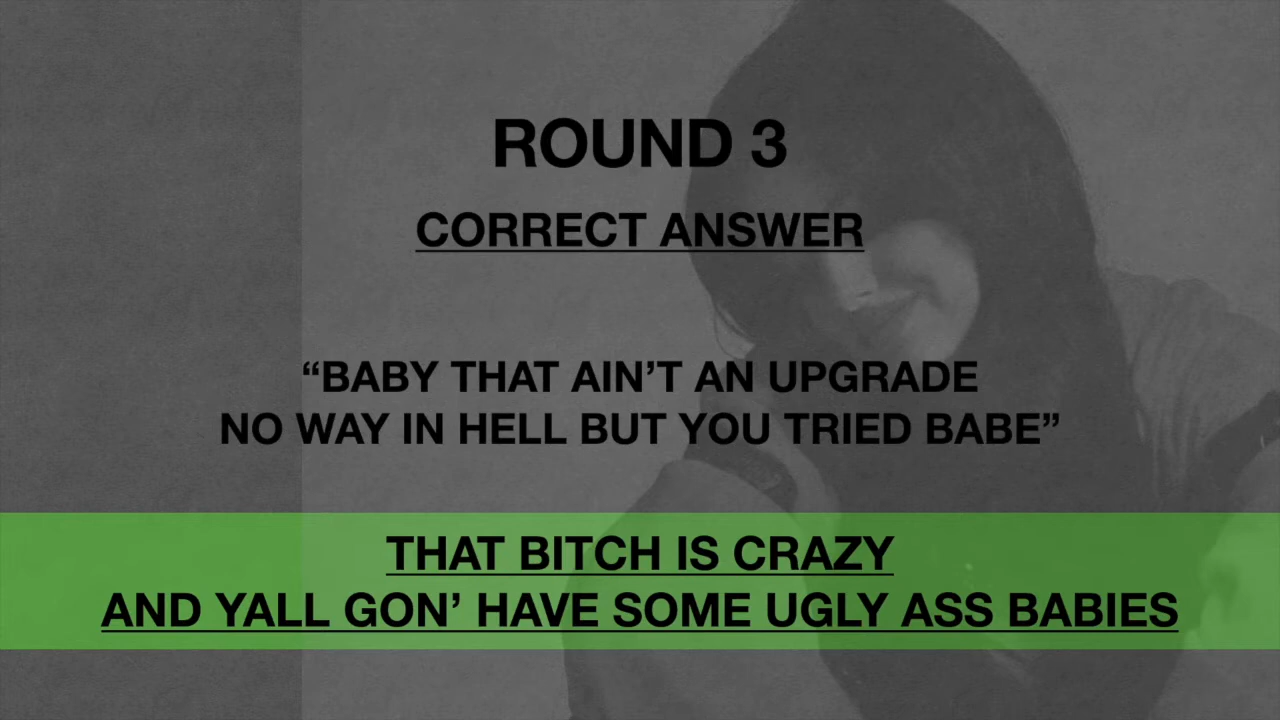 ROUND 3
CORRECT ANSWER
“BABY THAT AIN’T AN UPGRADE
NO WAY IN HELL BUT YOU TRIED BABE”
THAT BITCH IS CRAZY
AND YALL GON’ HAVE SOME UGLY ASS BABIES